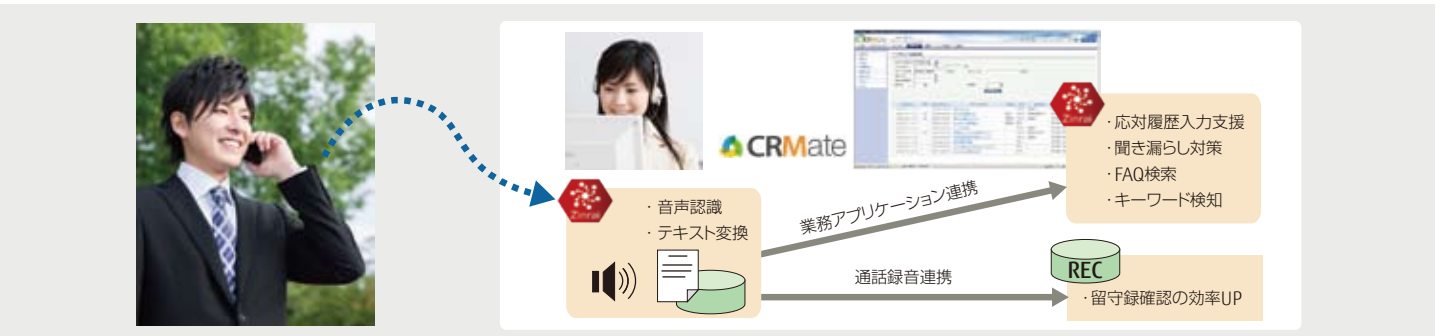 CRMate
Zinrai
・応対履歴入力支援
・聞き漏らし対策
・FAQ検索
・キーワード検知
Zinrai
・音声認識
・テキスト変換
業務アプリケーション連携
通話録音連携
REC
・留守録確認の効率UP